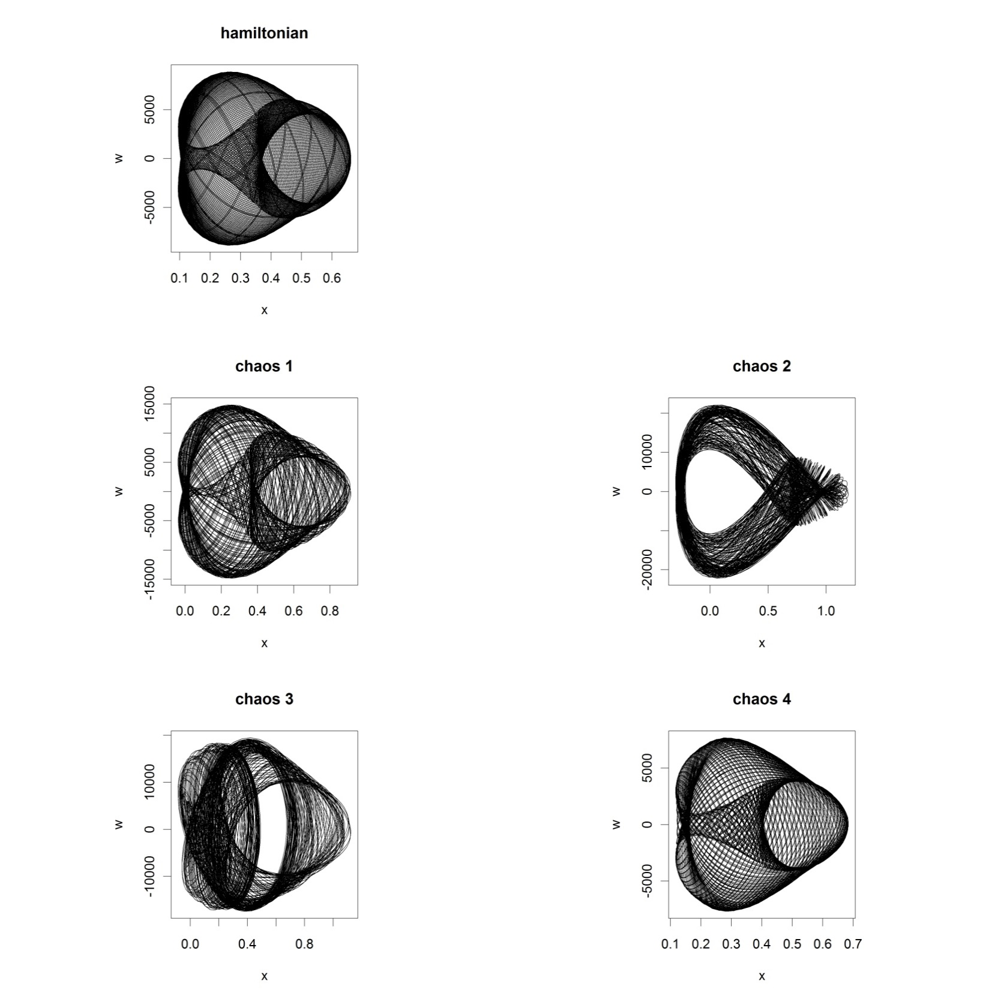 hamiltonian
5000
0
-5000
w
0.1 0.2 0.3 0.4 0.5 0.6
x
chaos 1
15000
5000
-5000
-15000
w
0.0 0.2 0.4 0.6 0.8
x
chaos 2
10000
0
-20000
w
0.0 0.5 1.0
x
chaos 3
10000
0
-10000
w
0.0 0.4 0.8
x
chaos 4
5000
0
-5000
w
0.1 0.2 0.3 0.4 0.5 0.6 0.7
x